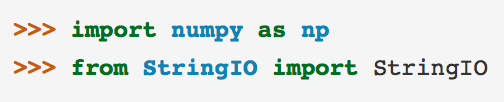 >>> import numpy as np
>>> from StringIO import StringIO